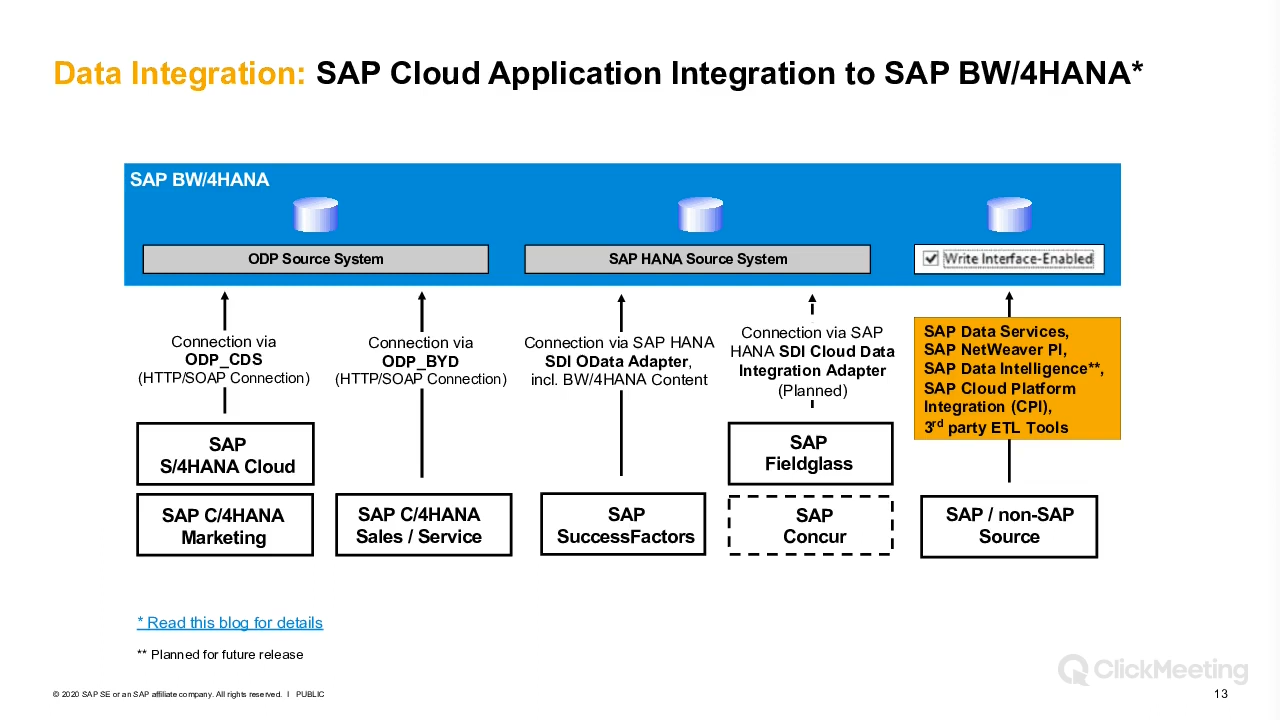 Data Integration: SAP Cloud Application Integration to SAP BW/4HANA*
SAP BW/4HANA
ODP Source System
SAP HANA Source System
Write Interface-Enabled
Connection via
ODP_CDS
(HTTP/SOAP Connection)
Connection via
ODP_BYD
(HTTP/SOAP Connection)
Connection via SAP HANA
SDI OData Adapter,
incl. BW/4HANA Content
Connection via SAP
HANA SDI Cloud Data
Integration Adapter
(Planned)
SAP Data Services,
SAP NetWeaver PI,
SAP Data Intelligence**,
SAP Cloud Platform
Integration (CPI),
3rd party ETL Tools
SAP
S/4HANA Cloud
SAP C/4HANA
Marketing
SAP C/4HANA
Sales / Service
SAP
SuccessFactors
SAP
Fieldglass
SAP
Concur
SAP / non-SAP
Source
* Read this blog for details
** Planned for future release
ClickMeeting
© 2020 SAP SE or an SAP affiliate company. All rights reserved. I PUBLIC
13